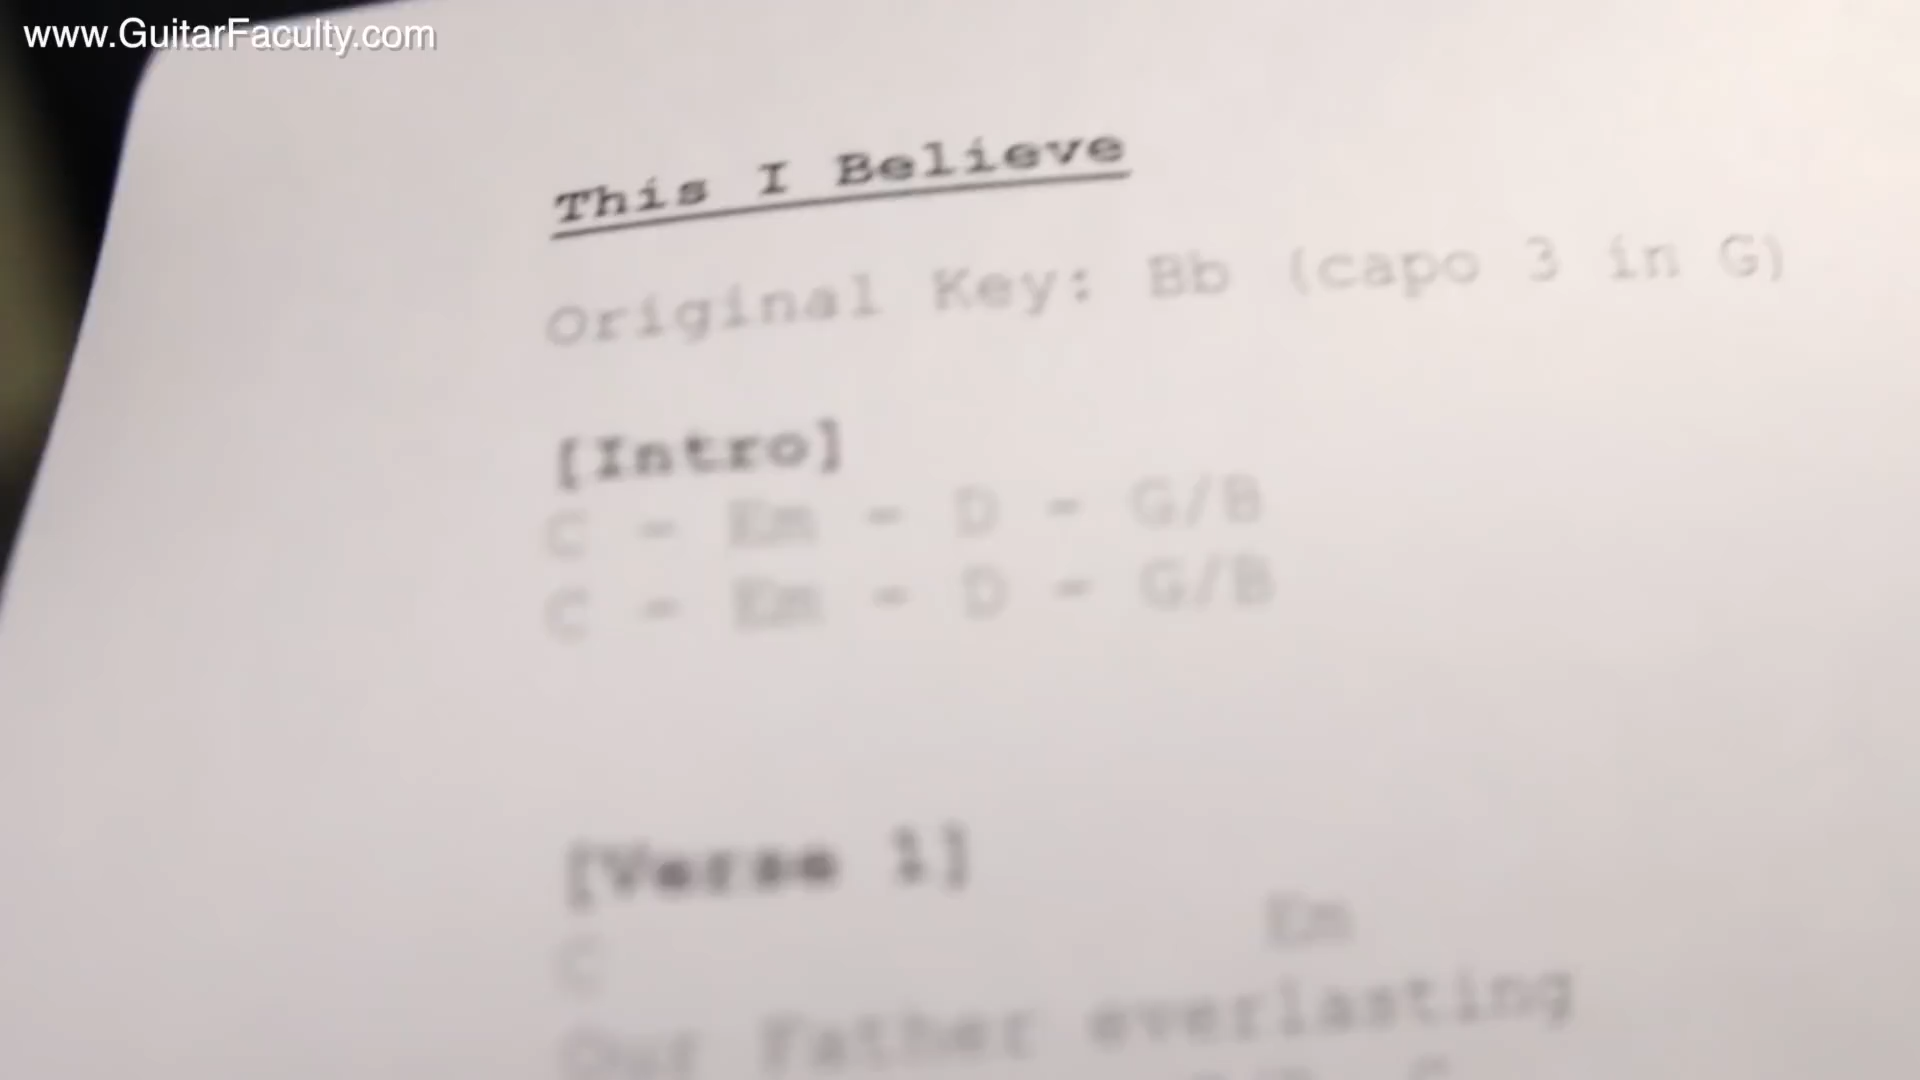 www.GuitarFaculty.com
This I Believe
Original Key: Bb (capo 3 in G)
[Intro]
C - Em - D - G/B
C - Em - D - G/B
[Verse 1]
C Em
Our Father everlasting